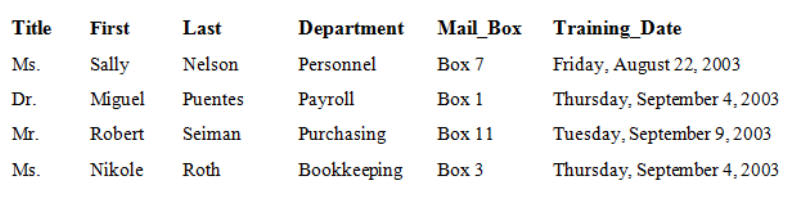 Title First Last Department Mail_Box Training_Date
Ms. Sally Nelson Personnel Box 7 Friday, August 22, 2003
Dr. Miguel Puentes Payroll Box 1 Thursday, September 4, 2003
Mr. Robert Seiman Purchasing Box 11 Tuesday, September 9, 2003
Ms. Nikole Roth Bookkeeping Box 3 Thursday, September 4, 2003